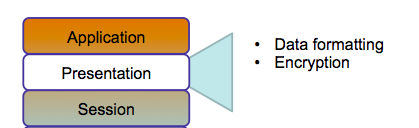 Application
Presentation
Session
• Data formatting
• Encryption